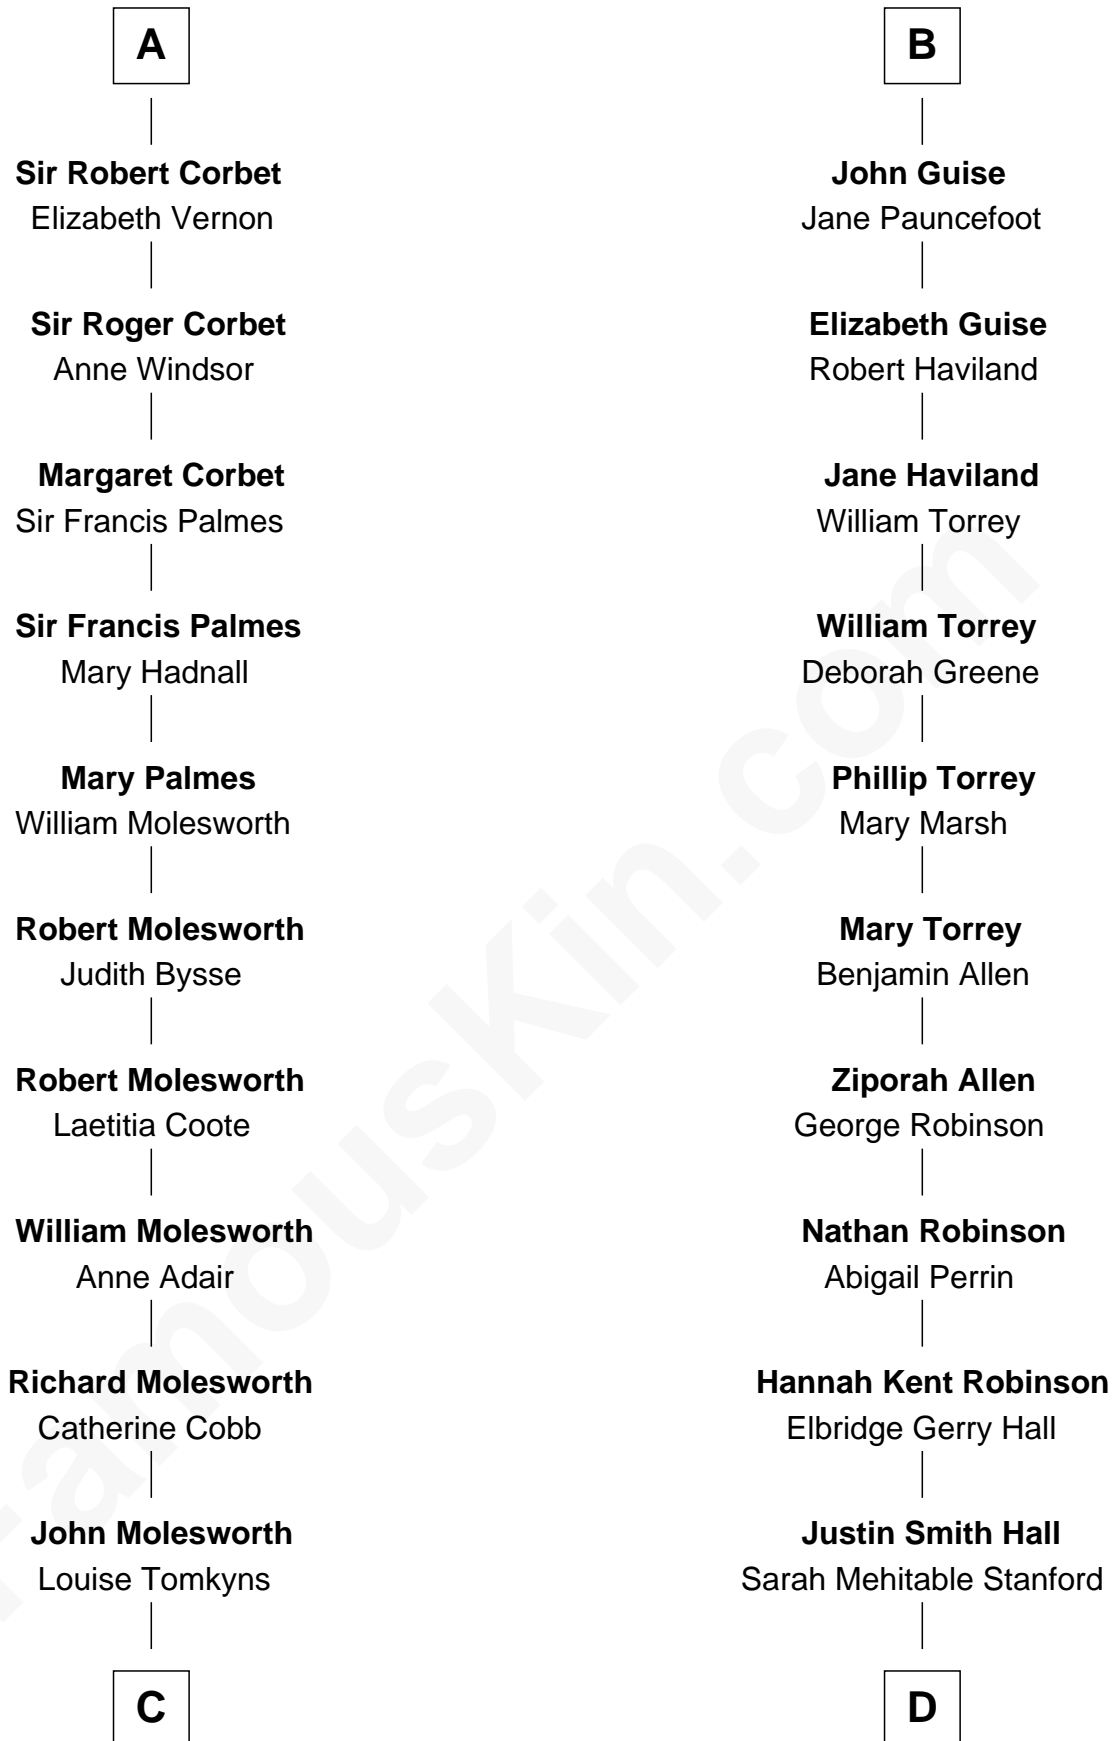 A
Sir Robert Corbet
Elizabeth Vernon
Sir Roger Corbet
Anne Windsor
Margaret Corbet
Sir Francis Palmes
Sir Francis Palmes
Mary Hadnall
Mary Palmes
William Molesworth
Robert Molesworth
Judith Bysse
Robert Molesworth
Laetitia Coote
William Molesworth
Anne Adair
Richard Molesworth
Catherine Cobb
John Molesworth
Louise Tomkyns
C
B
John Guise
Jane Pauncefoot
Elizabeth Guise
Robert Haviland
Jane Haviland
William Torrey
William Torrey
Deborah Greene
Phillip Torrey
Mary Marsh
Mary Torrey
Benjamin Allen
Ziporah Allen
George Robinson
Nathan Robinson
Abigail Perrin
Hannah Kent Robinson
Elbridge Gerry Hall
Justin Smith Hall
Sarah Mehitable Stanford
D
FamousKin.com